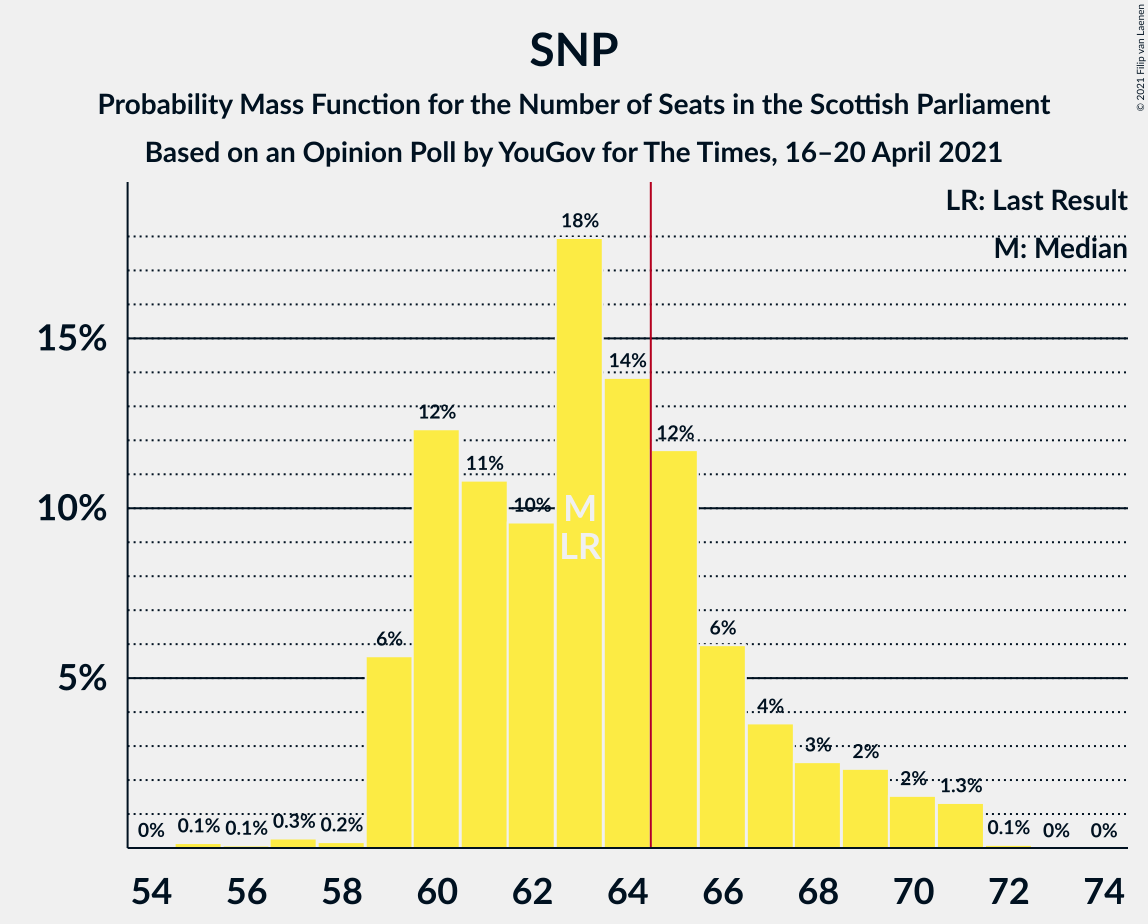 SNP
Probability Mass Function for the Number of Seats in the Scottish Parliament
Based on an Opinion Poll by YouGov for The Times, 16–20 April 2021
© 2021 Filip van Laenen
LR: Last Result
M: Median
15%
10%
5%
0%
0.1%
0.1%
0.3%
0.2%
6%
12%
11%
10%
18%
14%
12%
6%
4%
3%
2%
2%
1.3%
0.1%
0%
0%
M
LR
54 56 58 60 62 64 66 68 70 72 74